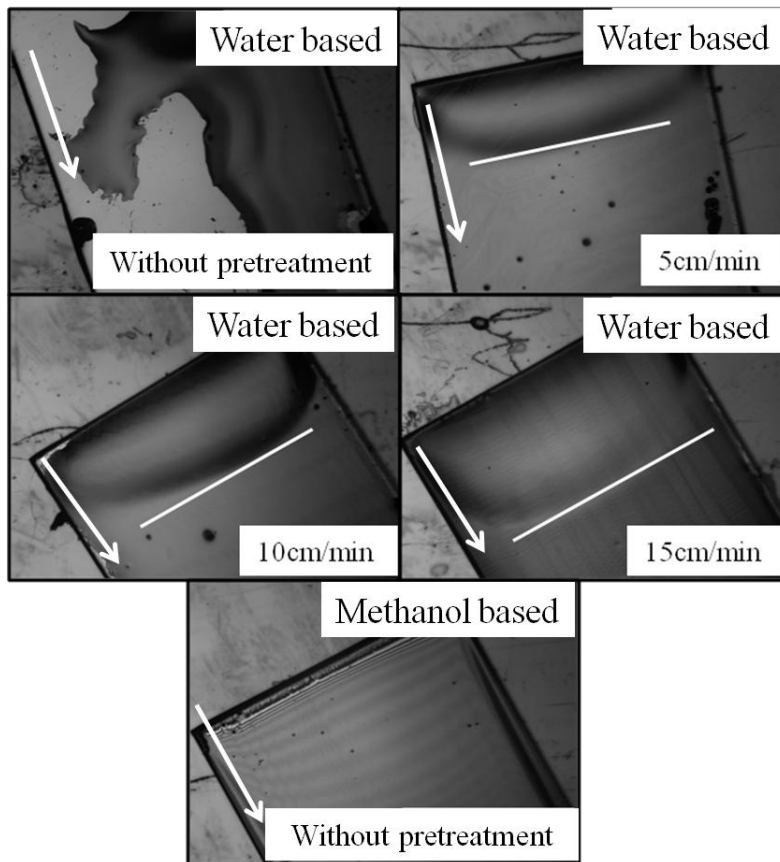 Water based
Without pretreatment
Water based
5cm/min
Water based
10cm/min
Water based
15cm/min
Methanol based
Without pretreatment